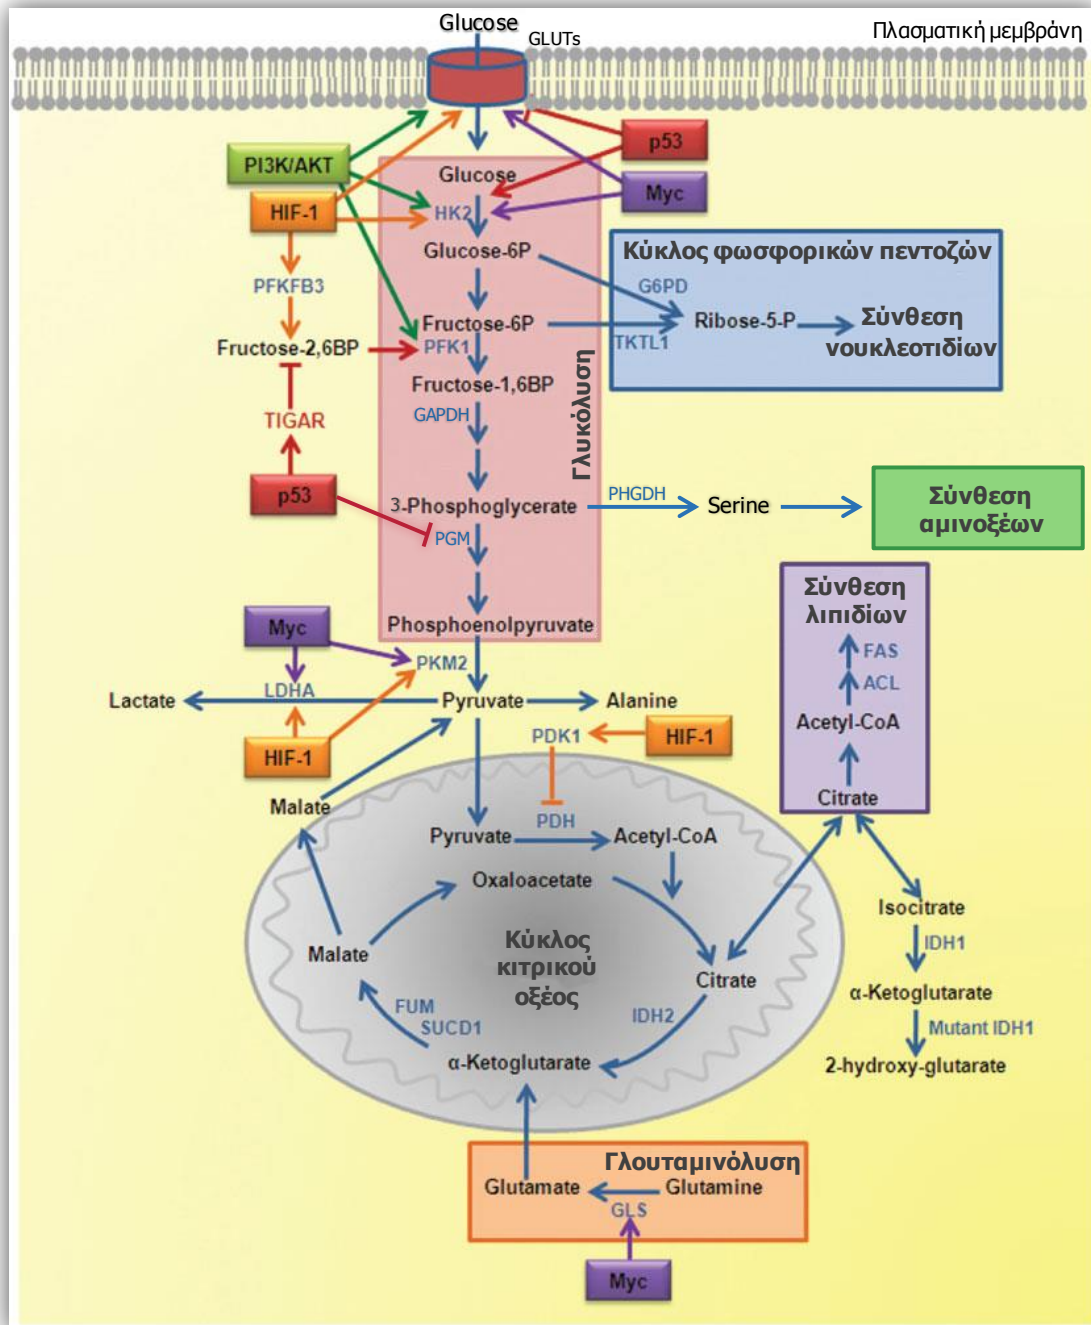 Glucose
GLUTs
Πλασματική μεμβράνη
p53
PI3K/AKT
Glucose
Myc
HIF-1
HK2
Glucose-6P
Κύκλος φωσφορικών πεντοζών
PFKFB3
G6PD
Fructose-6P
Ribose-5-P
Σύνθεση
νουκλεοτιδίων
Fructose-2,6BP
PFK1
TKTL1
Fructose-1,6BP
Γλυκόλυση
TIGAR
GAPDH
p53
3-Phosphoglycerate
PHGDH
Serine
Σύνθεση
αμινοξέων
PGM
Σύνθεση
λιπιδίων
Myc
Phosphoenolpyruvate
FAS
PKM2
ACL
LDHA
Lactate
Pyruvate
Alanine
Acetyl-CoA
PDK1
HIF-1
HIF-1
Malate
Citrate
PDH
Pyruvate
Acetyl-CoA
Oxaloacetate
Isocitrate
Κύκλος
κιτρικού
οξέος
IDH1
Malate
Citrate
α-Ketoglutarate
FUM
SUCD1
IDH2
Mutant IDH1
α-Ketoglutarate
2-hydroxy-glutarate
Γλουταμινόλυση
Glutamate
Glutamine
GLS
Myc